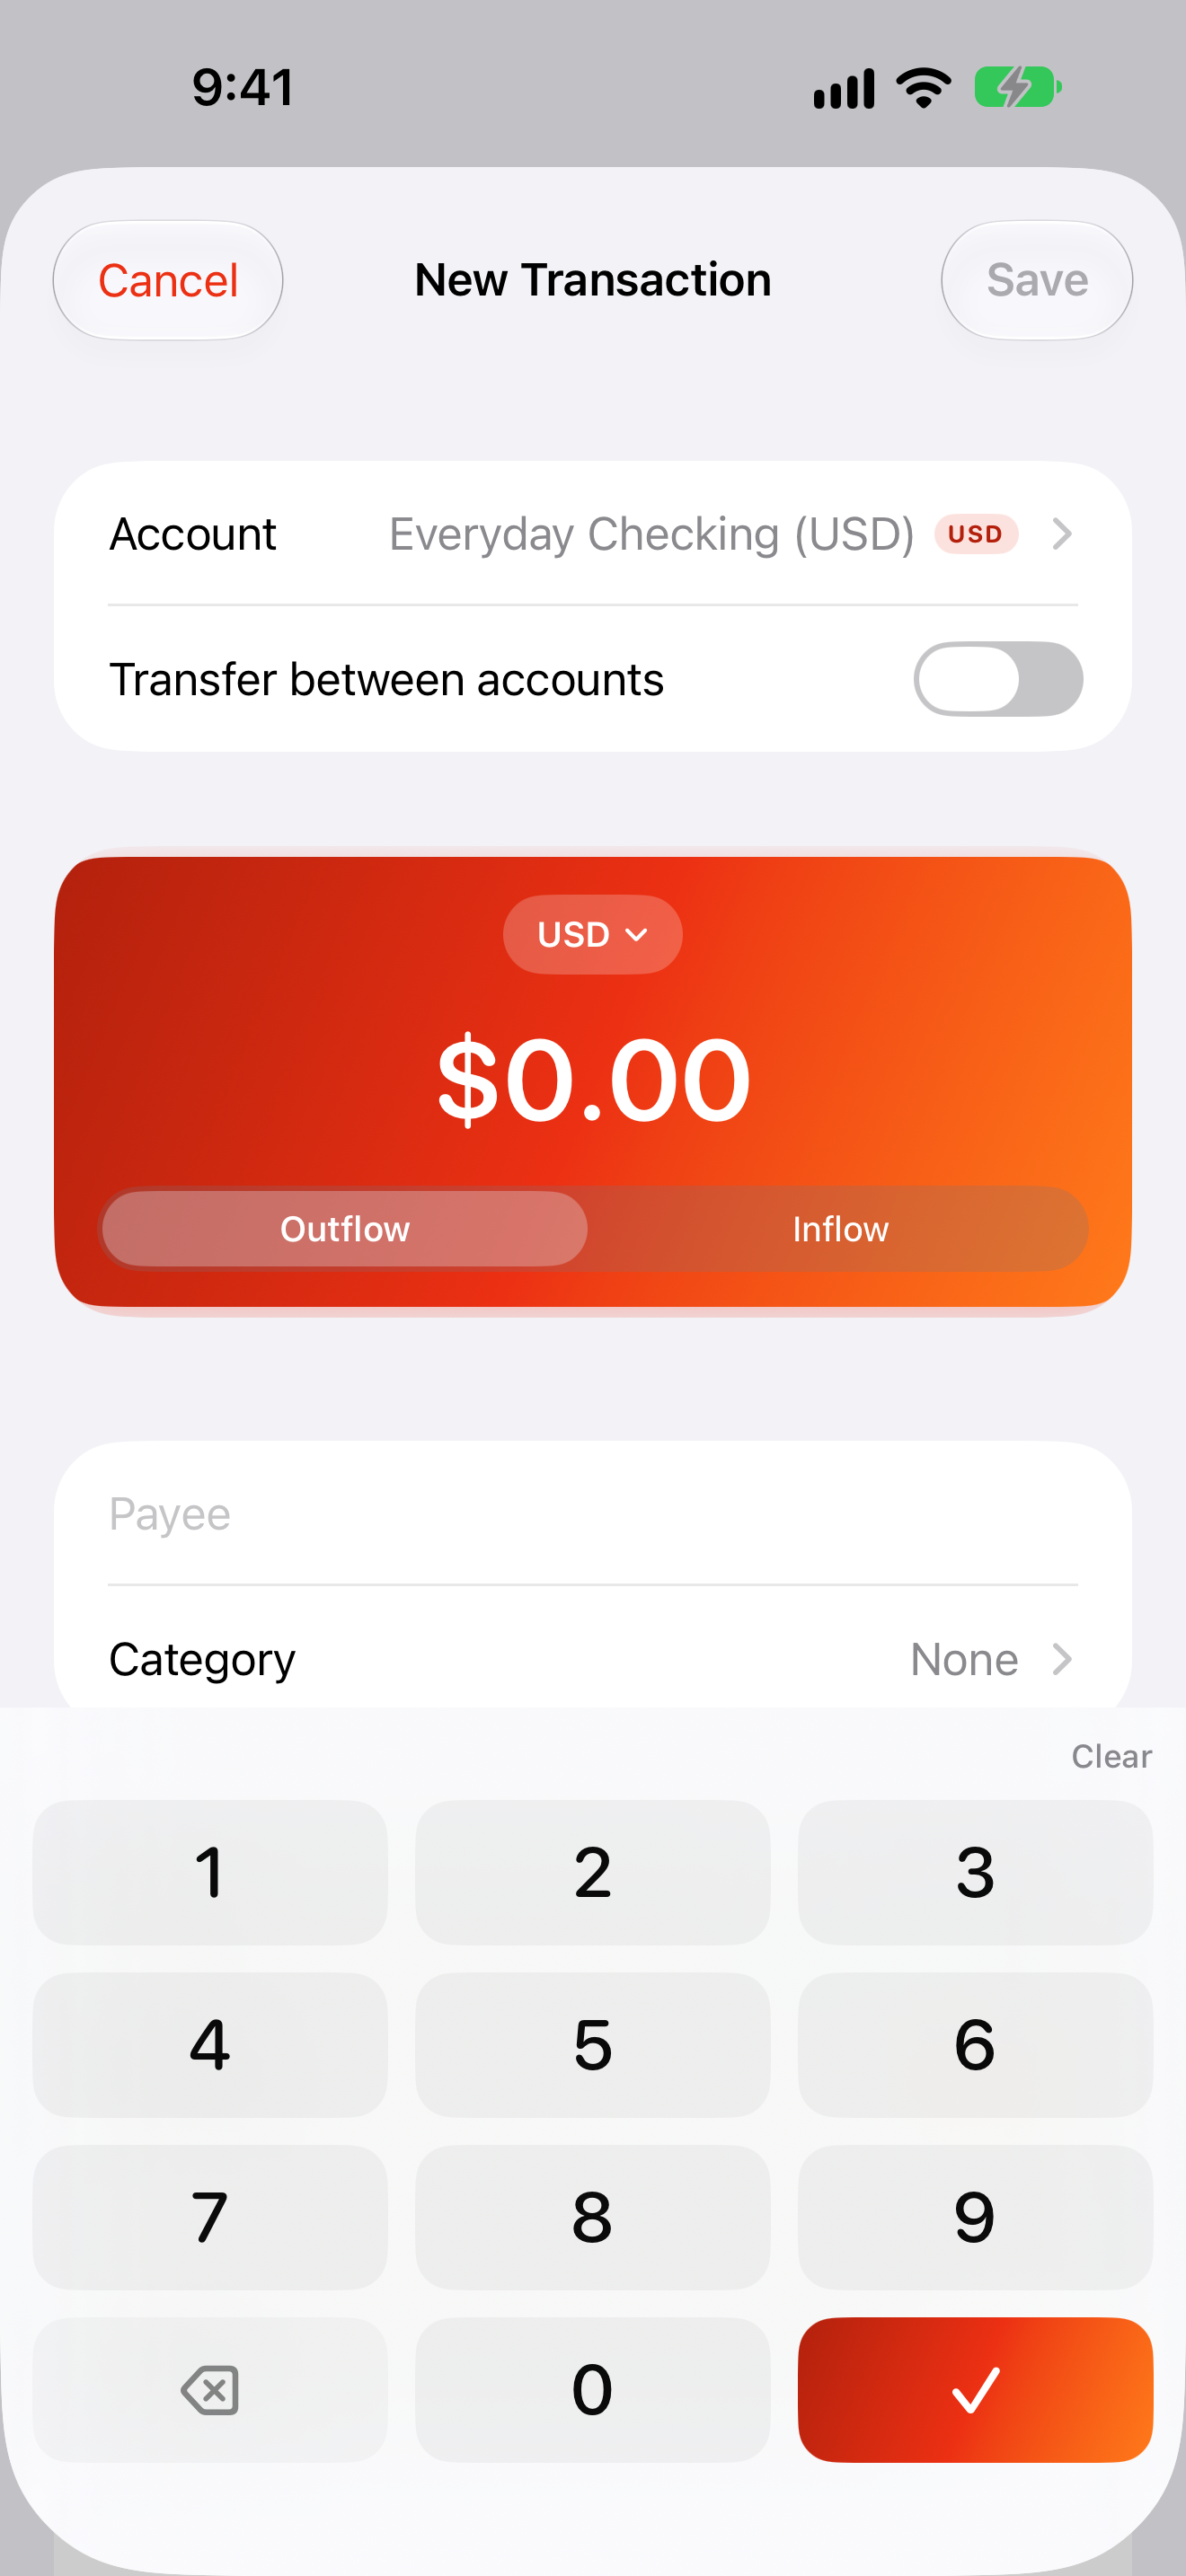 9:41
Cancel New Transaction Save
Account Everyday Checking (USD) USD
Transfer between accounts
USD
$0.00
Outflow Inflow
Payee
Category None
Clear
1 2 3
4 5 6
7 8 9
0